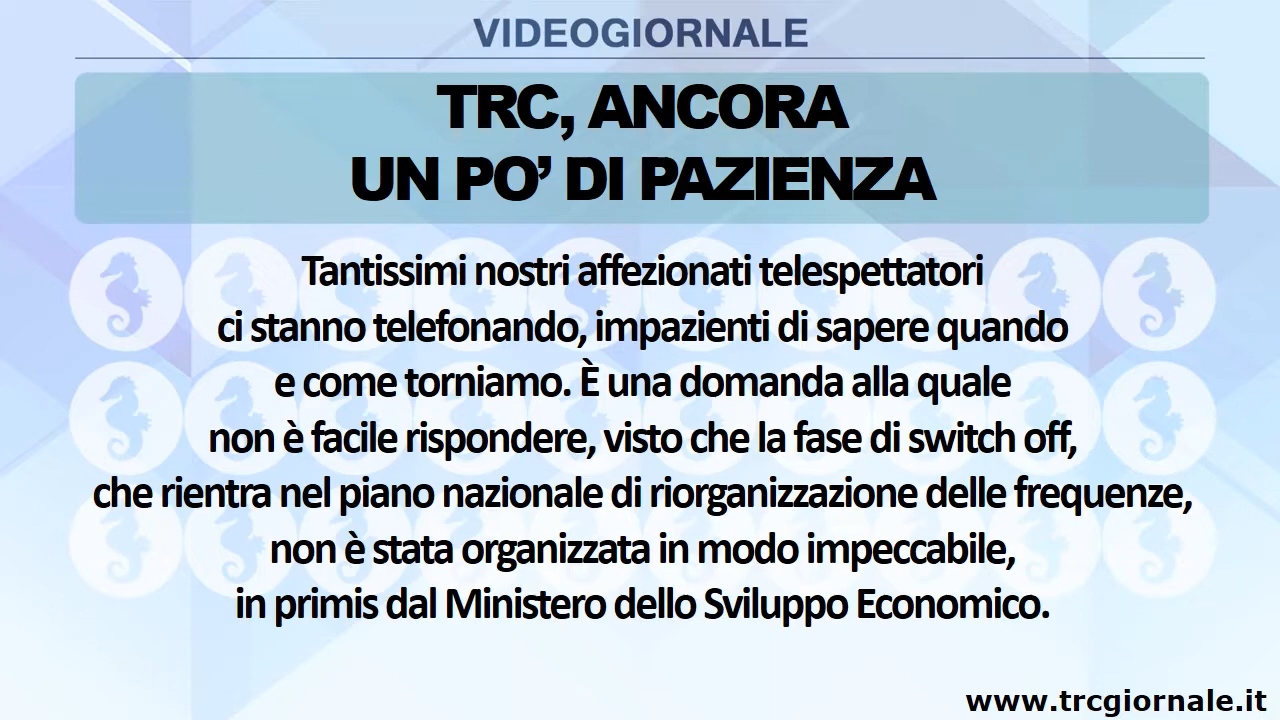 VIDEOGIORNALE
TRC, ANCORA
UN PO’ DI PAZIENZA
Tantissimi nostri affezionati telespettatori
ci stanno telefonando, impazienti di sapere quando
e come torniamo. È una domanda alla quale
non è facile rispondere, visto che la fase di switch off,
che rientra nel piano nazionale di riorganizzazione delle frequenze,
non è stata organizzata in modo impeccabile,
in primis dal Ministero dello Sviluppo Economico.
www.trcgiornale.it